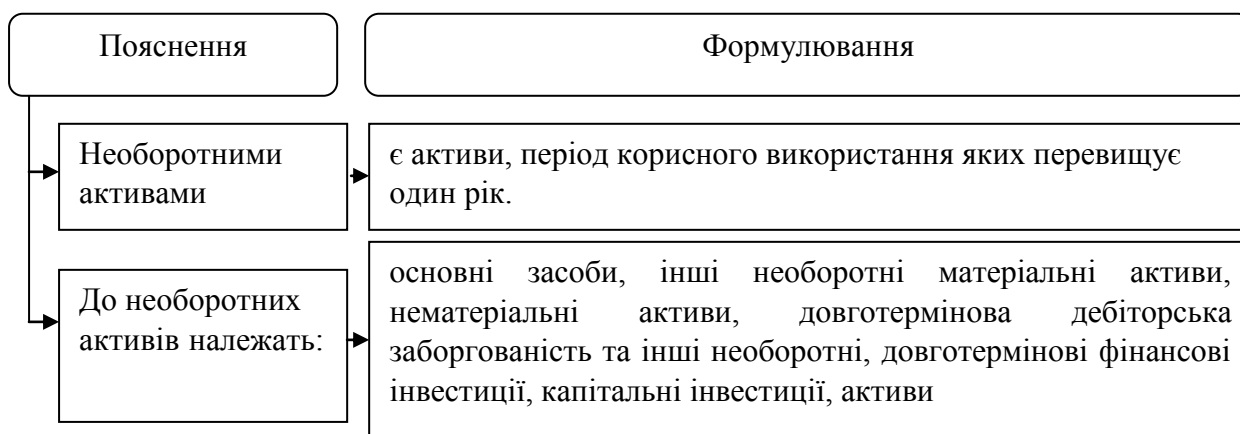 Пояснення
Формулювання
Необоротними
активами
є активи, період корисного використання яких перевищує
один рік.
До необоротних
активів належать:
основні засоби, інші необоротні матеріальні активи,
нематеріальні активи, довготермінова дебіторська
заборгованість та інші необоротні, довготермінові фінансові
інвестиції, капітальні інвестиції, активи